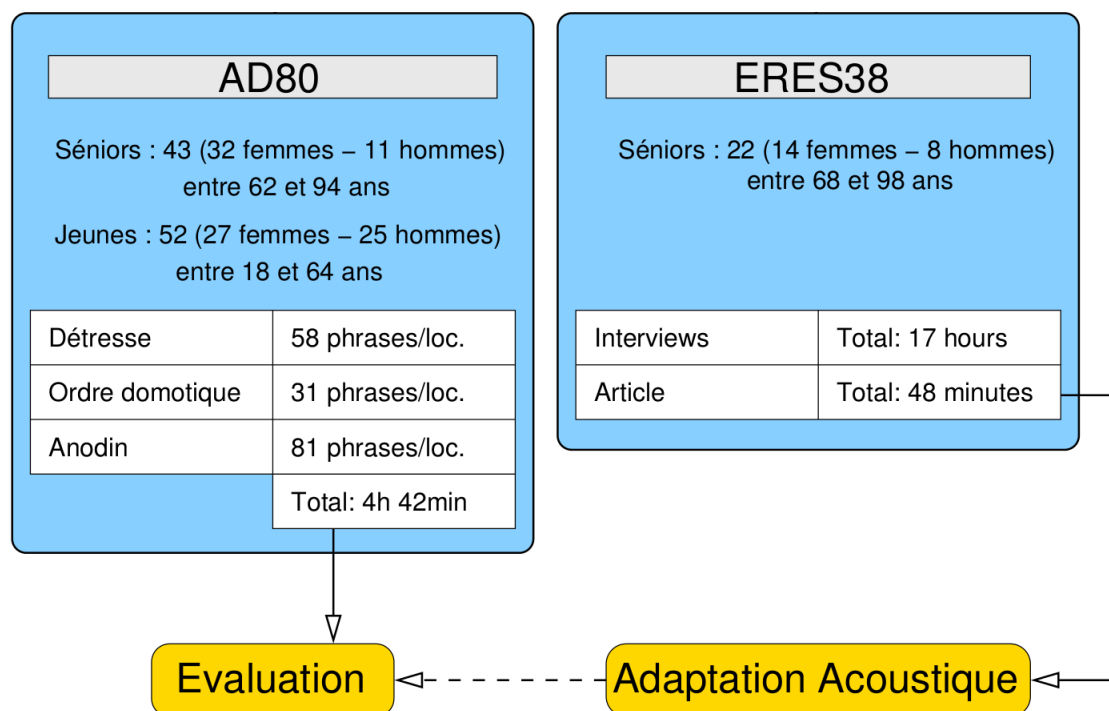 AD80
Séniors : 43 (32 femmes – 11 hommes)
entre 62 et 94 ans
Jeunes : 52 (27 femmes – 25 hommes)
entre 18 et 64 ans
Détresse 58 phrases/loc.
Ordre domotique 31 phrases/loc.
Anodin 81 phrases/loc.
Total: 4h 42min
ERES38
Séniors : 22 (14 femmes – 8 hommes)
entre 68 et 98 ans
Interviews Total: 17 hours
Article Total: 48 minutes
Evaluation
Adaptation Acoustique